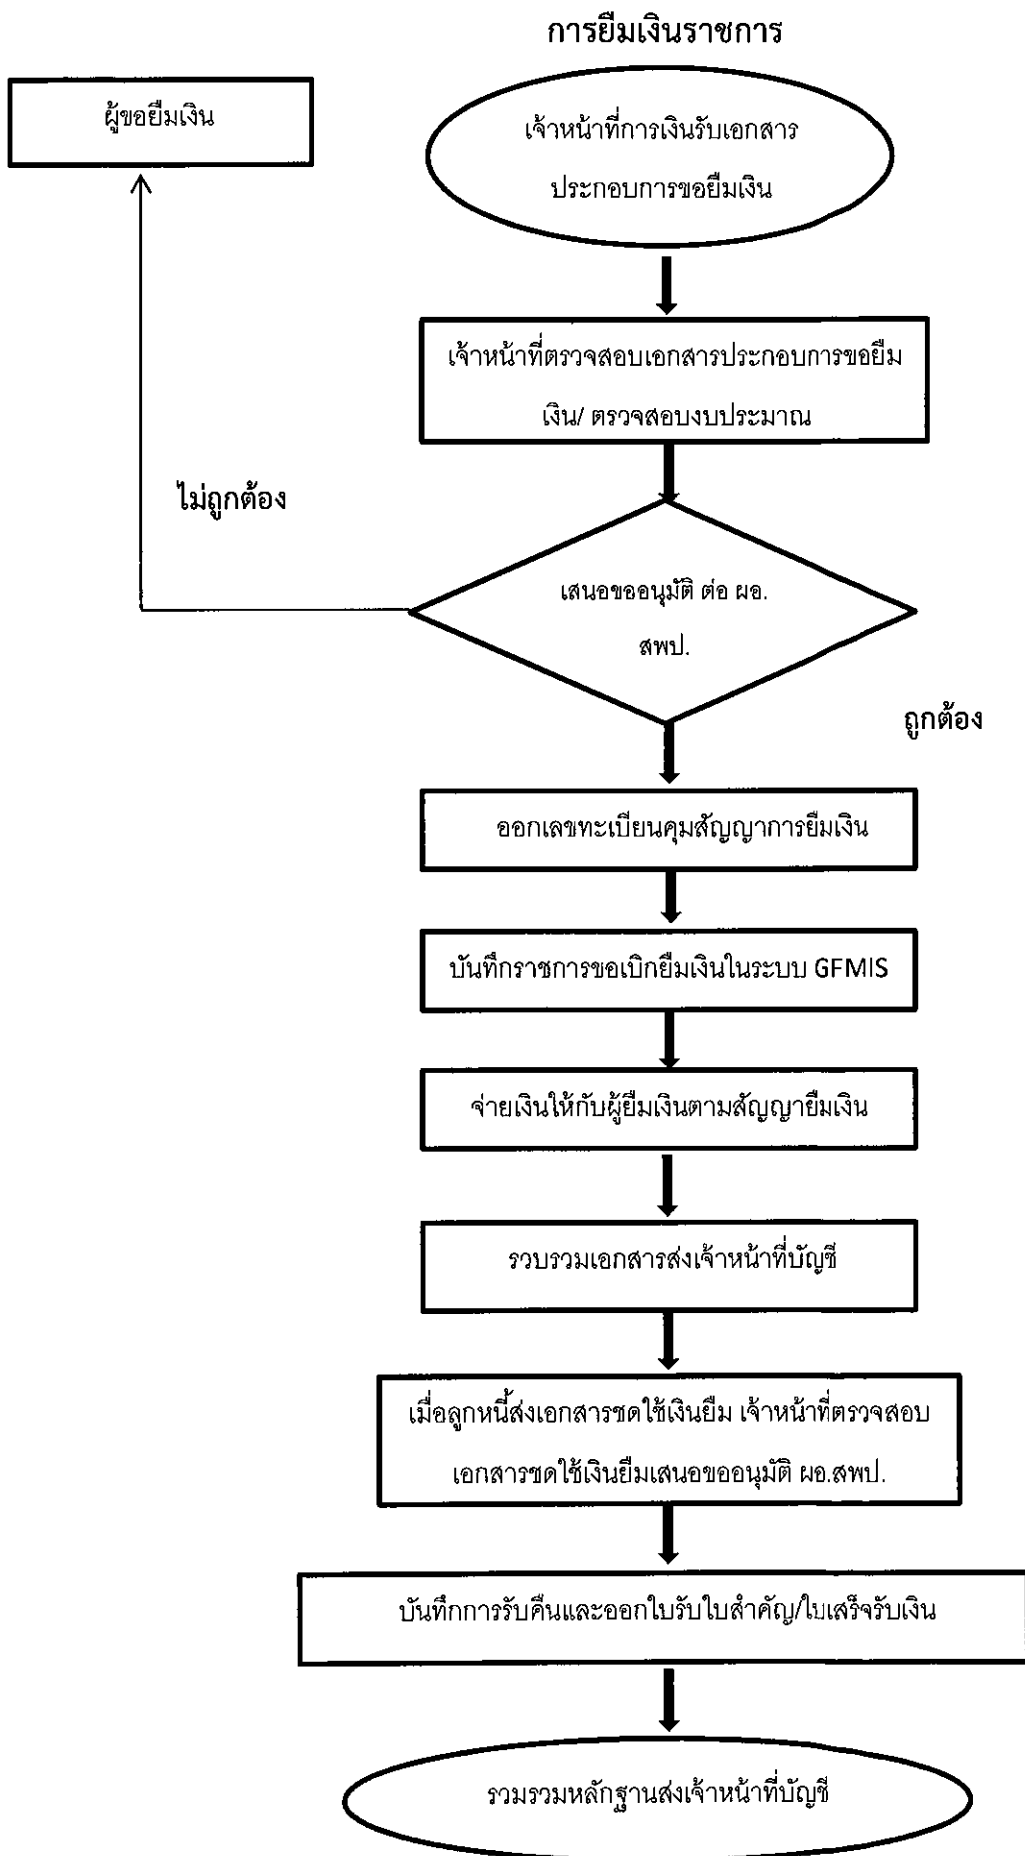 การยืมเงินราชการ
ผู้ขอยืมเงิน
เจ้าหน้าที่การเงินรับเอกสาร
ประกอบการขอยืมเงิน
เจ้าหน้าที่ตรวจสอบเอกสารประกอบการขอยืม
เงิน/ ตรวจสอบงบประมาณ
ไม่ถูกต้อง
เสนอขออนุมัติ ต่อ ผอ.
สพป.
ถูกต้อง
ออกเลขทะเบียนคุมสัญญาการยืมเงิน
บันทึกราชการขอเบิกยืมเงินในระบบ GFMIS
จ่ายเงินให้กับผู้ยืมเงินตามสัญญายืมเงิน
รวบรวมเอกสารส่งเจ้าหน้าที่บัญชี
เมื่อลูกหนี้ส่งเอกสารชดใช้เงินยืม เจ้าหน้าที่ตรวจสอบ
เอกสารชดใช้เงินยืมเสนอขออนุมัติ ผอ.สพป.
บันทึกการรับคืนและออกใบรับใบสำคัญ/ใบเสร็จรับเงิน
รวมรวมหลักฐานส่งเจ้าหน้าที่บัญชี